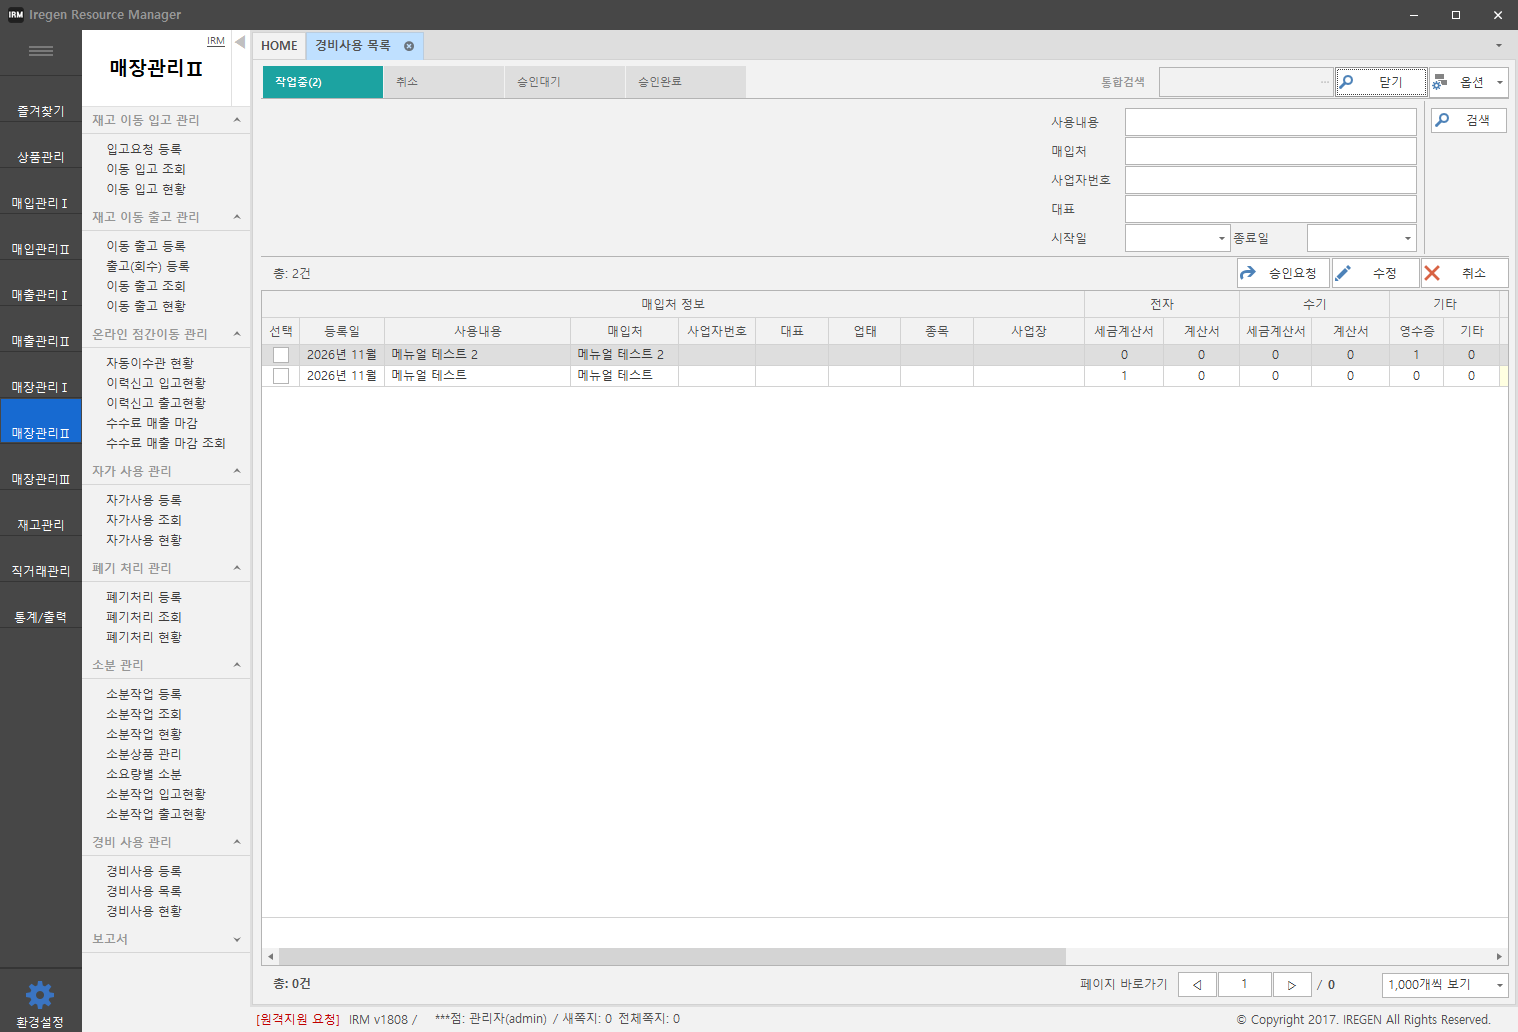 IRM Iregen Resource Manager
즐겨찾기
상품관리
매입관리 I
매입관리 II
매출관리 I
매출관리 II
매장관리 I
매장관리 II
매장관리 III
재고관리
직거래관리
통계/출력
환경설정
IRM
매장관리 II
재고 이동 입고 관리
입고요청 등록
이동 입고 조회
이동 입고 현황
재고 이동 출고 관리
이동 출고 등록
출고(회수) 등록
이동 출고 조회
이동 출고 현황
온라인 점간이동 관리
자동이수관 현황
이력신고 입고현황
이력신고 출고현황
수수료 매출 마감
수수료 매출 마감 조회
자가 사용 관리
자가사용 등록
자가사용 조회
자가사용 현황
폐기 처리 관리
폐기처리 등록
폐기처리 조회
폐기처리 현황
소분 관리
소분작업 등록
소분작업 조회
소분작업 현황
소분상품 관리
소요량별 소분
소분작업 입고현황
소분작업 출고현황
경비 사용 관리
경비사용 등록
경비사용 목록
경비사용 현황
보고서
HOME 경비사용 목록
작업중(2) 취소 승인대기 승인완료 통합검색 ... 닫기 옵션
사용내용 검색
매입처
사업자번호
대표
시작일 종료일
총: 2건 승인요청 수정 취소
매입처 정보 전자 수기 기타
선택 등록일 사용내용 매입처 사업자번호 대표 업태 종목 사업장 세금계산서 계산서 세금계산서 계산서 영수증 기타
2026년 11월 메뉴얼 테스트 2 메뉴얼 테스트 2 0 0 0 0 1 0
2026년 11월 메뉴얼 테스트 메뉴얼 테스트 1 0 0 0 0 0
총: 0건 페이지 바로가기 1 / 0 1,000개씩 보기
[원격지원 요청] IRM v1808 / ***점: 관리자(admin) / 새쪽지: 0 전체쪽지: 0 © Copyright 2017. IREGEN All Rights Reserved.